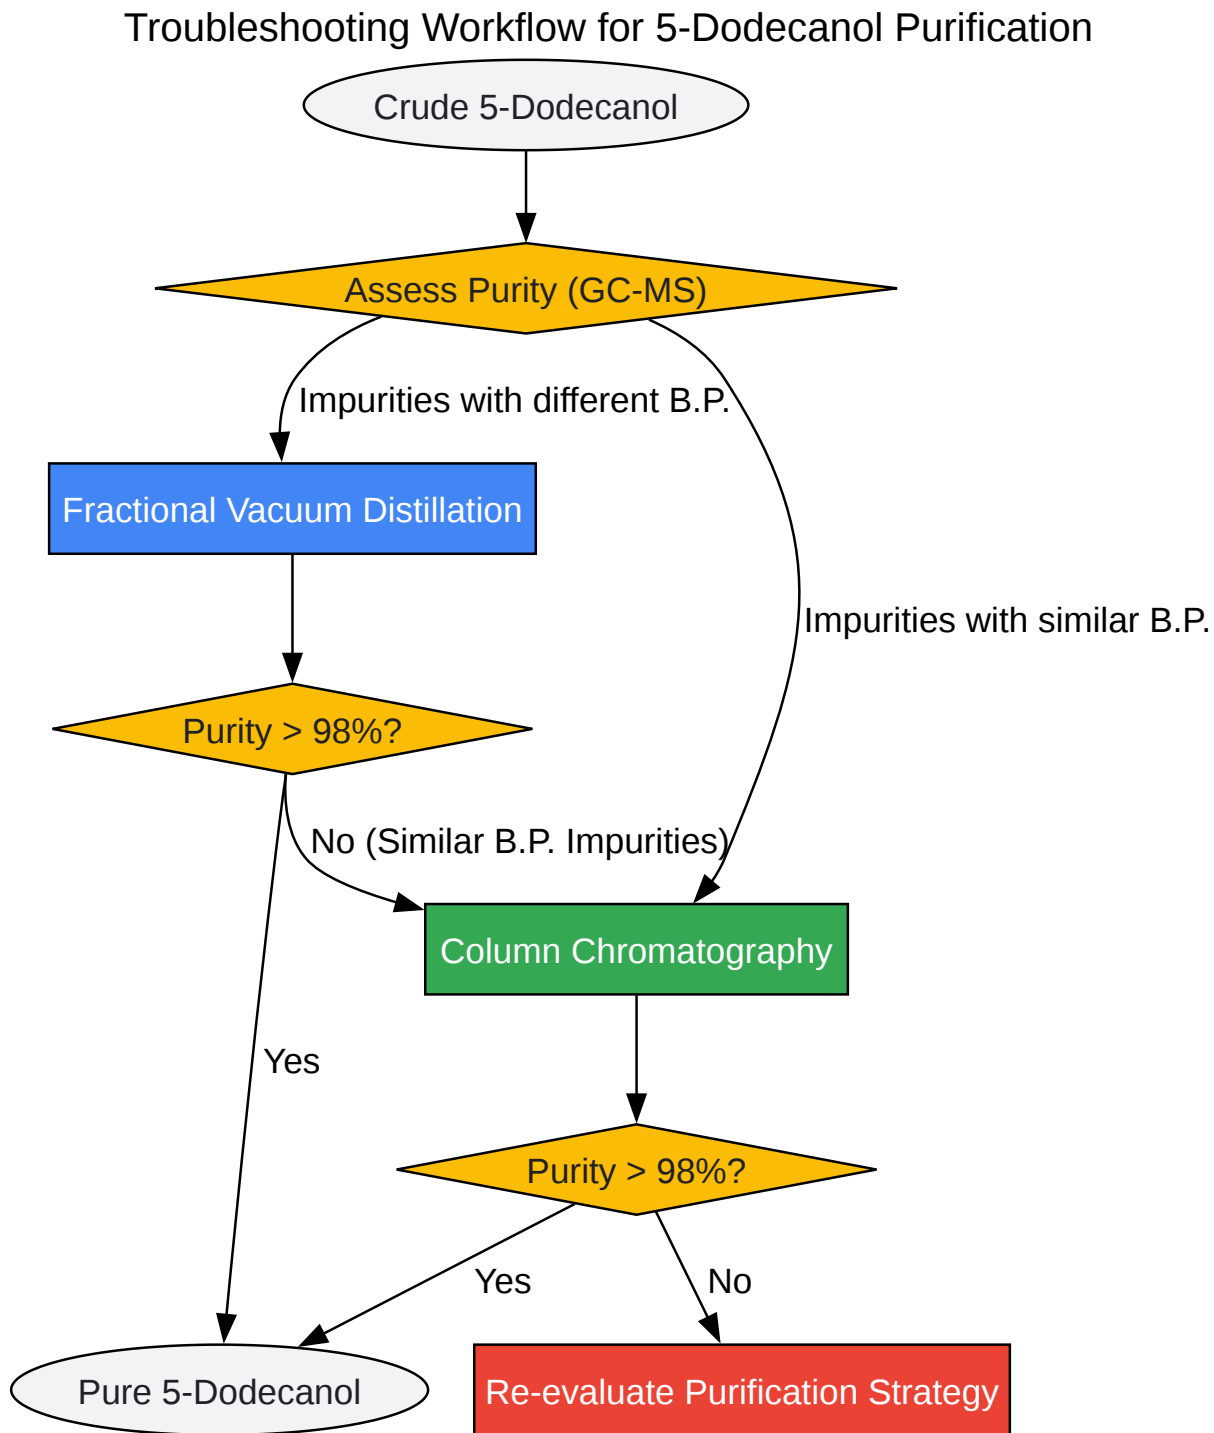 Troubleshooting Workflow for 5-Dodecanol Purification
Crude 5-Dodecanol
Assess Purity (GC-MS)
Impurities with different B.P.
Fractional Vacuum Distillation
Impurities with similar B.P.
Purity > 98%?
No (Similar B.P. Impurities)
Column Chromatography
Yes
Purity > 98%?
Yes
No
Pure 5-Dodecanol
Re-evaluate Purification Strategy